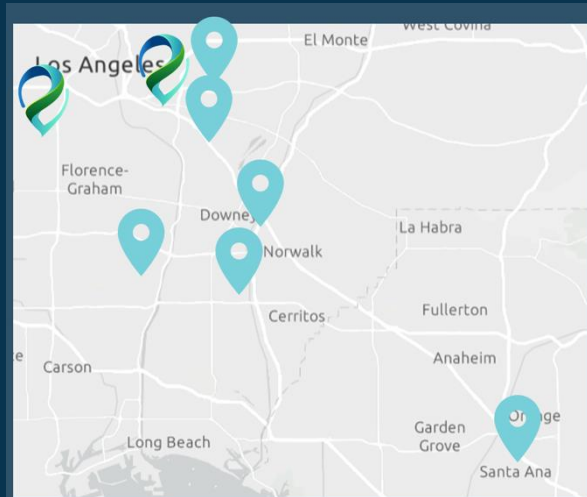 West Covina
El Monte
Los Angeles
Florence-
Graham
Downey
La Habra
Norwalk
Cerritos
Fullerton
Anaheim
Carson
Orange
Garden
Grove
Long Beach
Santa Ana